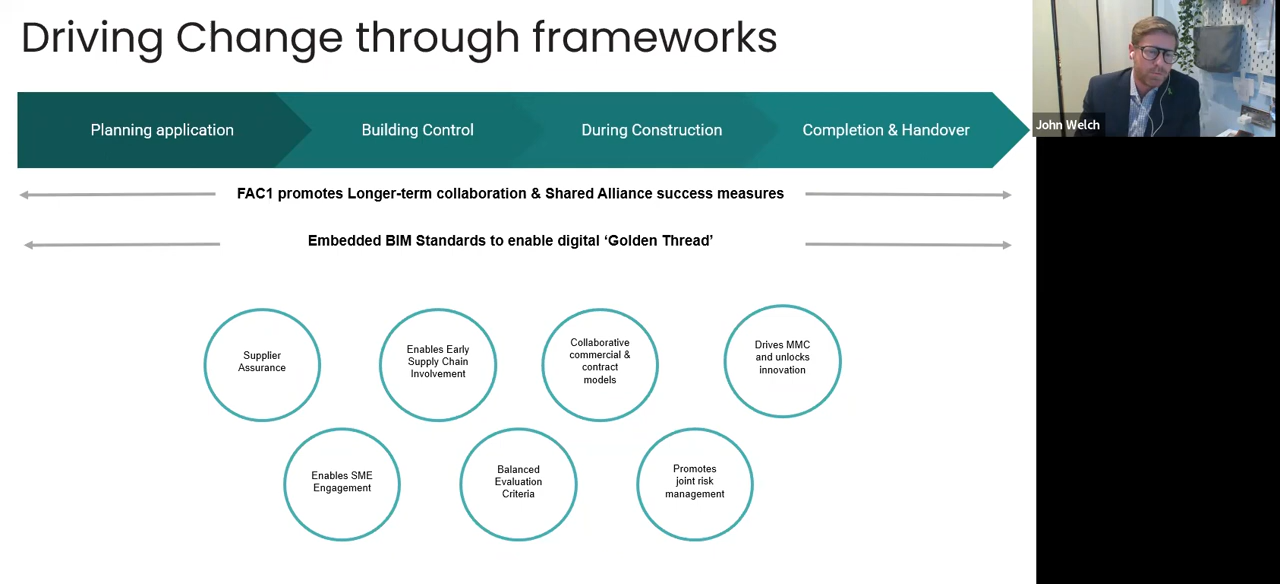 Driving Change through frameworks
Planning application
Building Control
During Construction
Completion & Handover
John Welch
FAC1 promotes Longer-term collaboration & Shared Alliance success measures
Embedded BIM Standards to enable digital ‘Golden Thread’
Supplier
Assurance
Enables Early
Supply Chain
Involvement
Collaborative
commercial &
contract
models
Drives MMC
and unlocks
innovation
Enables SME
Engagement
Balanced
Evaluation
Criteria
Promotes
joint risk
management